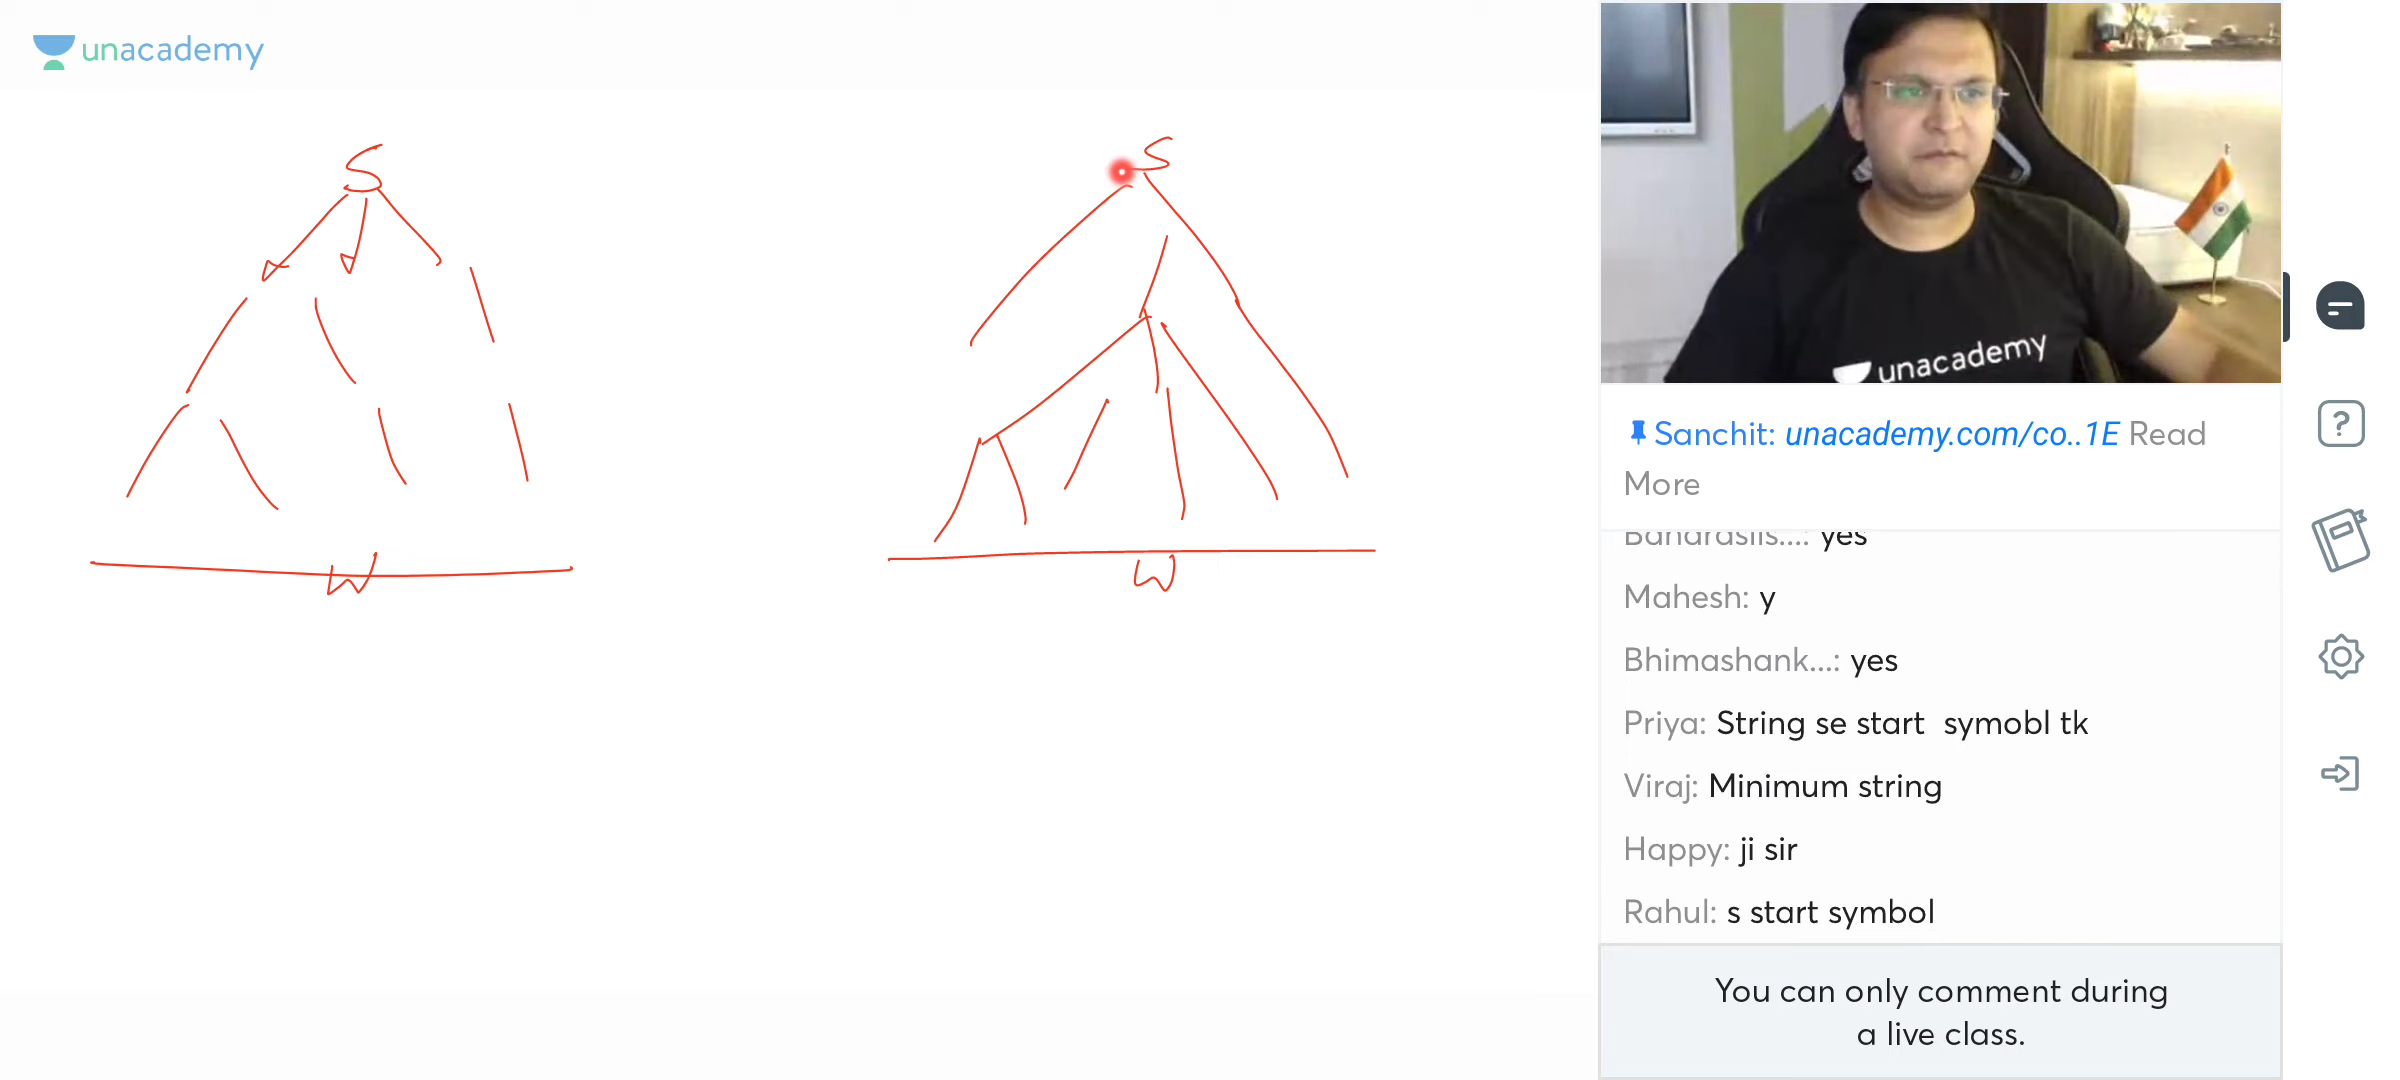 unacademy
S
S
W
W
unacademy
Sanchit: unacademy.com/co..1E Read
More
yes
Mahesh: y
Bhimashank...: yes
Priya: String se start symobl tk
Viraj: Minimum string
Happy: ji sir
Rahul: s start symbol
You can only comment during
a live class.